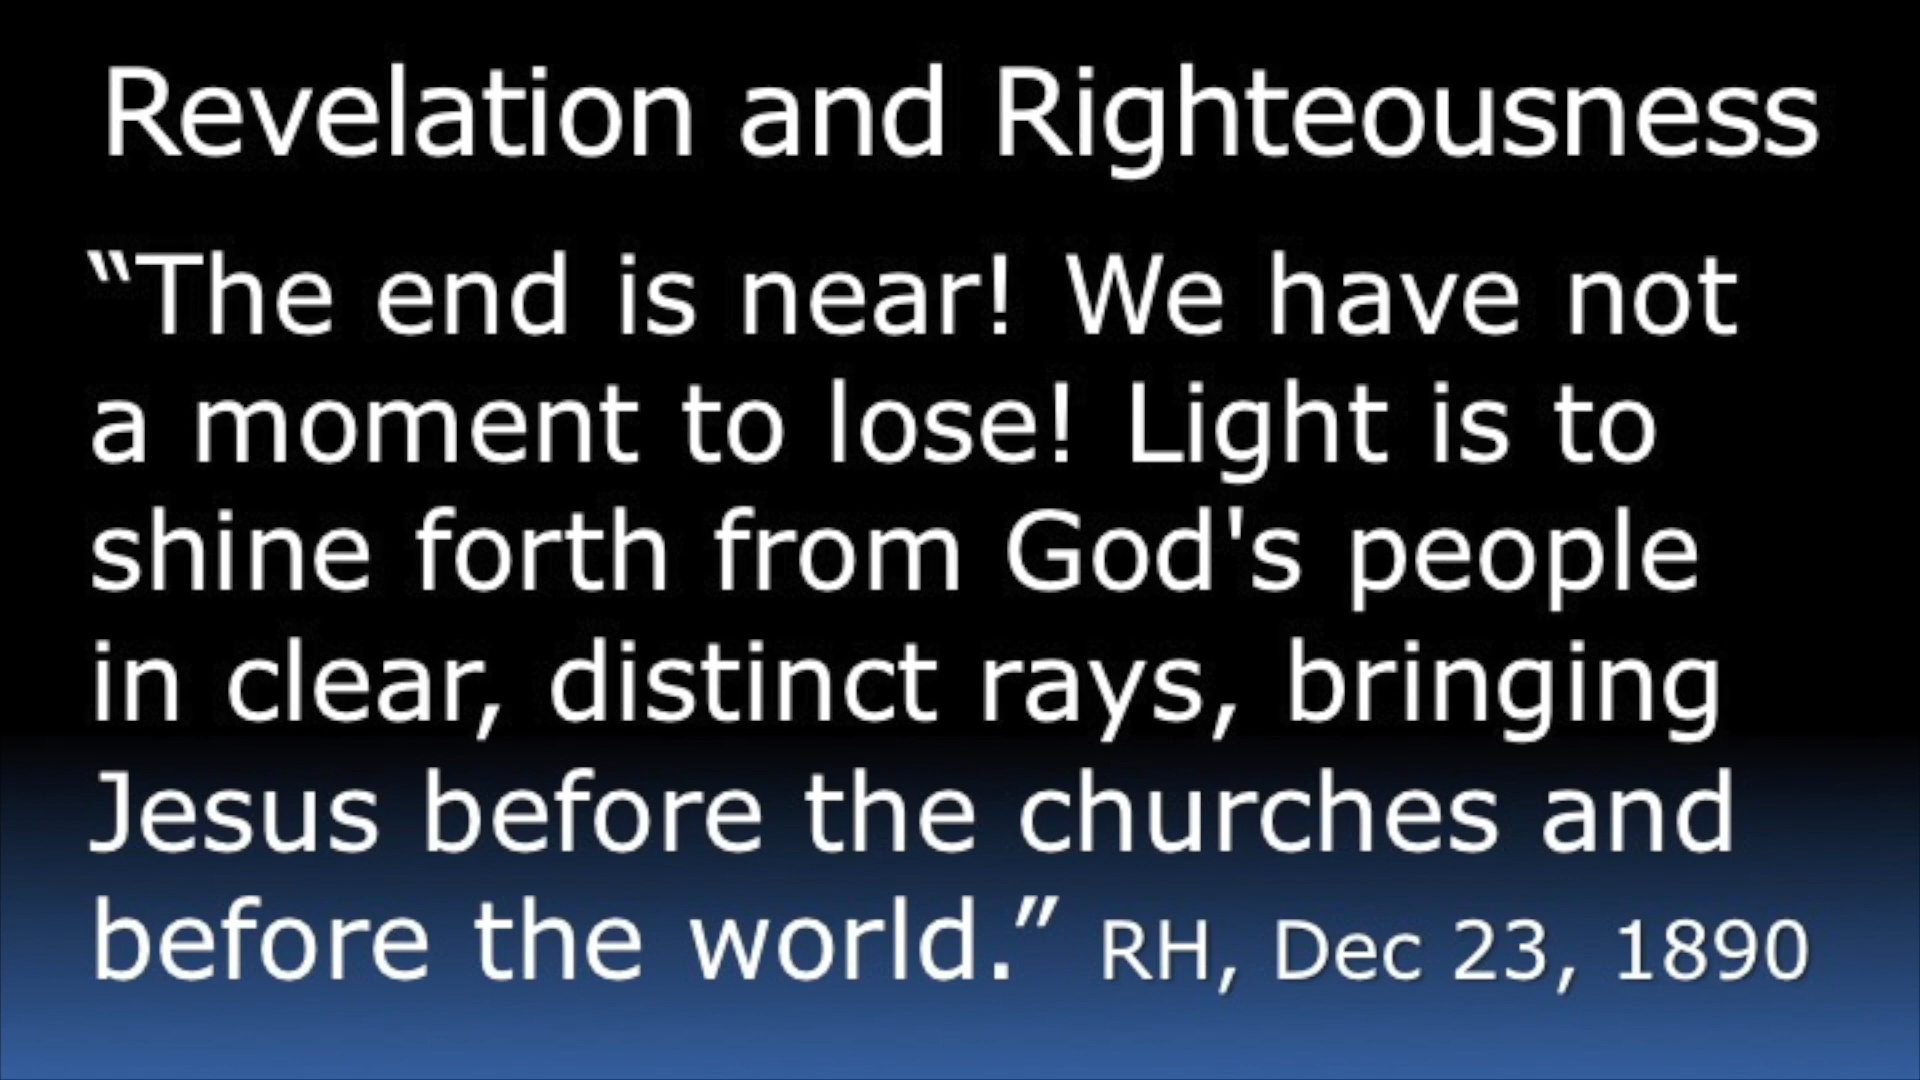 Revelation and Righteousness
“The end is near! We have not
a moment to lose! Light is to
shine forth from God's people
in clear, distinct rays, bringing
Jesus before the churches and
before the world.” RH, Dec 23, 1890